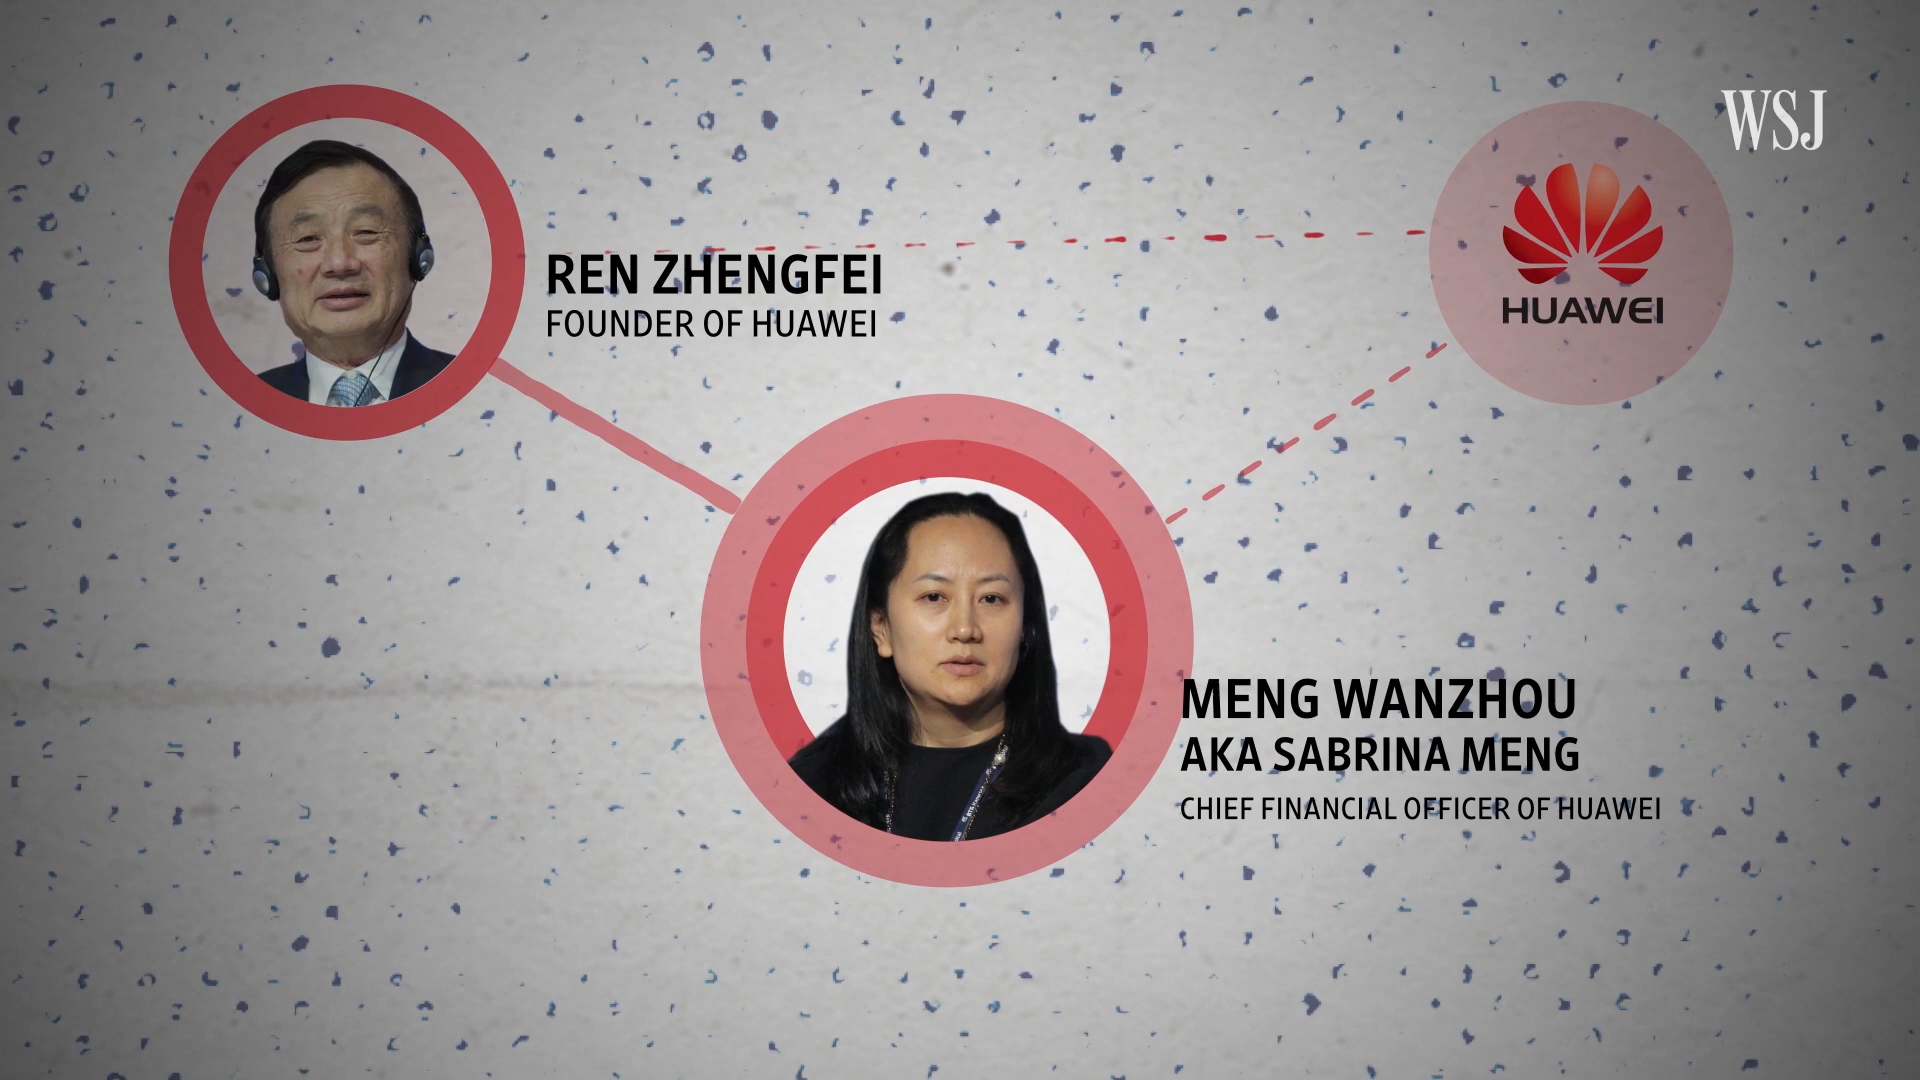 WSJ
HUAWEI
REN ZHENGFEI
FOUNDER OF HUAWEI
MENG WANZHOU
AKA SABRINA MENG
CHIEF FINANCIAL OFFICER OF HUAWEI